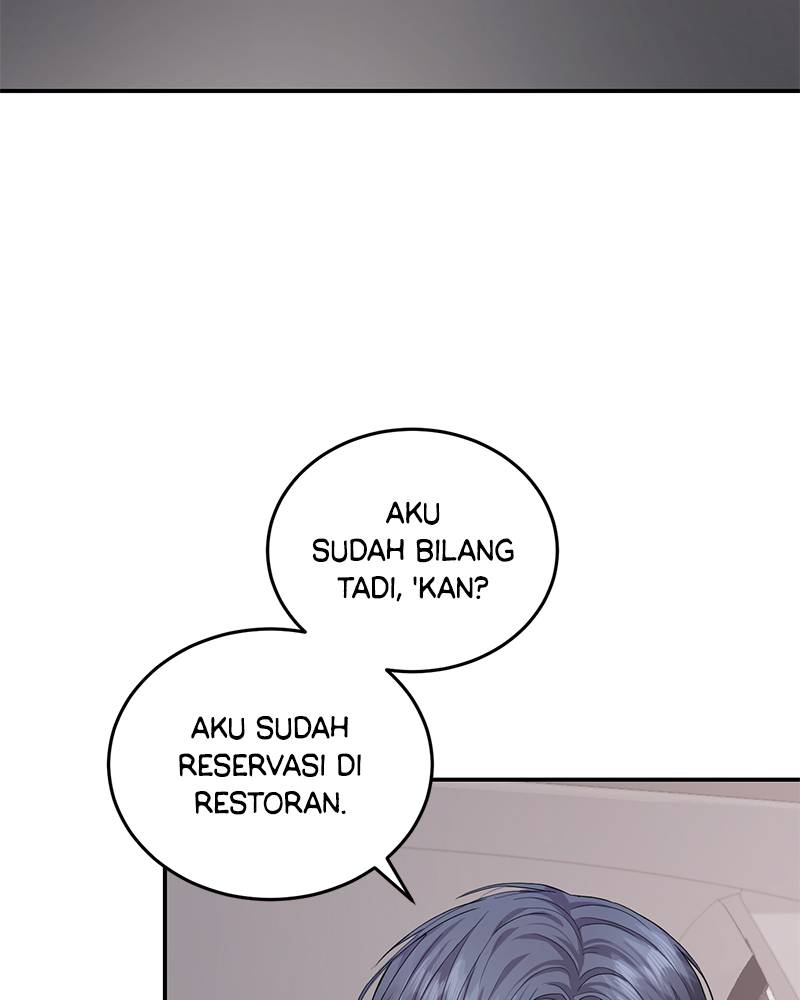 AKU
SUDAH BILANG
TADI, 'KAN?
AKU SUDAH
RESERVASI DI
RESTORAN.